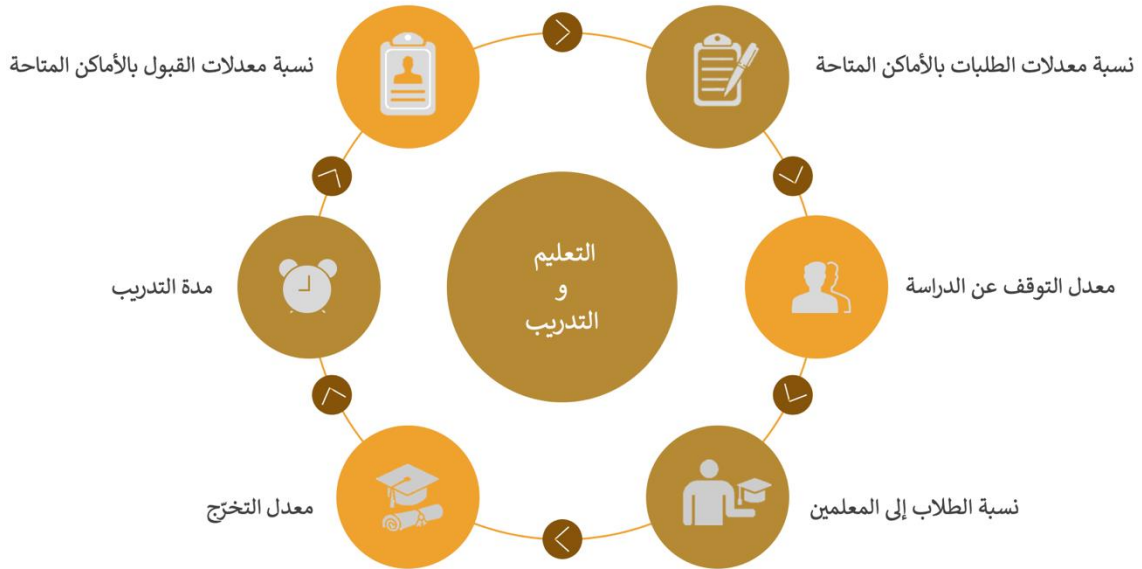 نسبة معدلات الطلبات بالأماكن المتاحة
نسبة معدلات القبول بالأماكن المتاحة
التعليم
و
التدريب
معدل التوقف عن الدراسة
مدة التدريب
نسبة الطلاب إلى المعلمين
معدل التخرّج